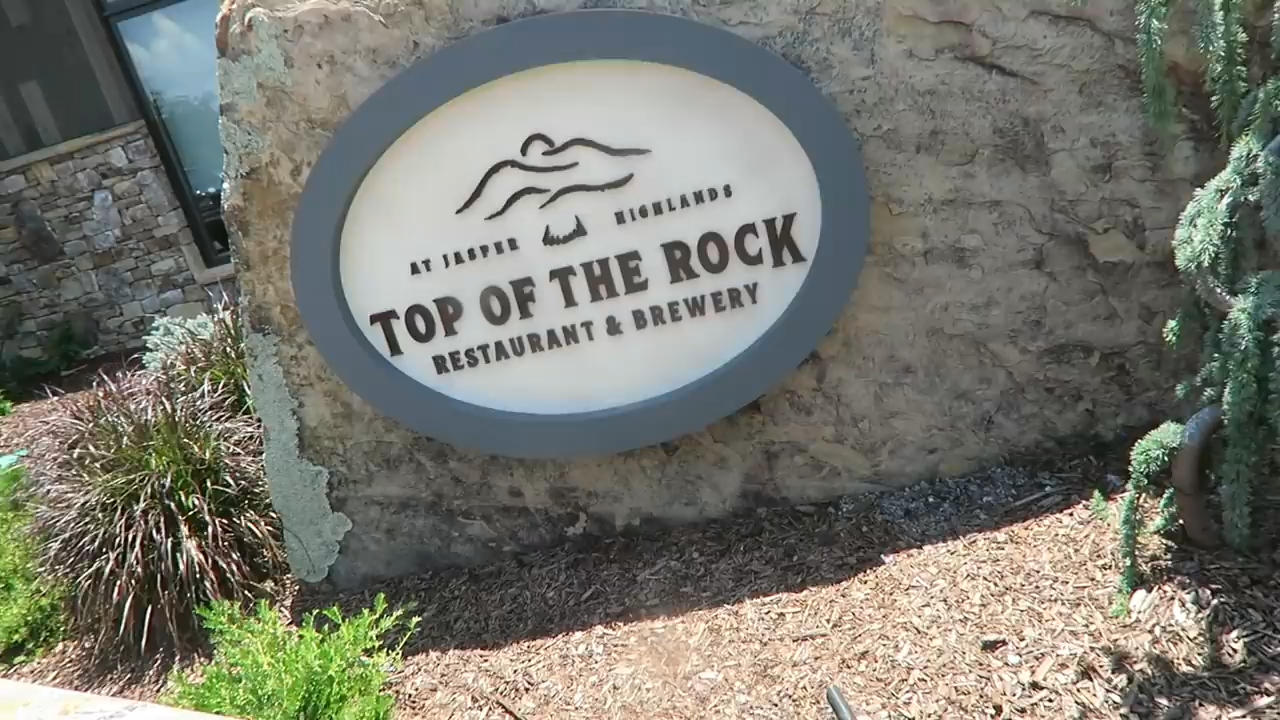 AT JASPER HIGHLANDS
TOP OF THE ROCK
RESTAURANT & BREWERY